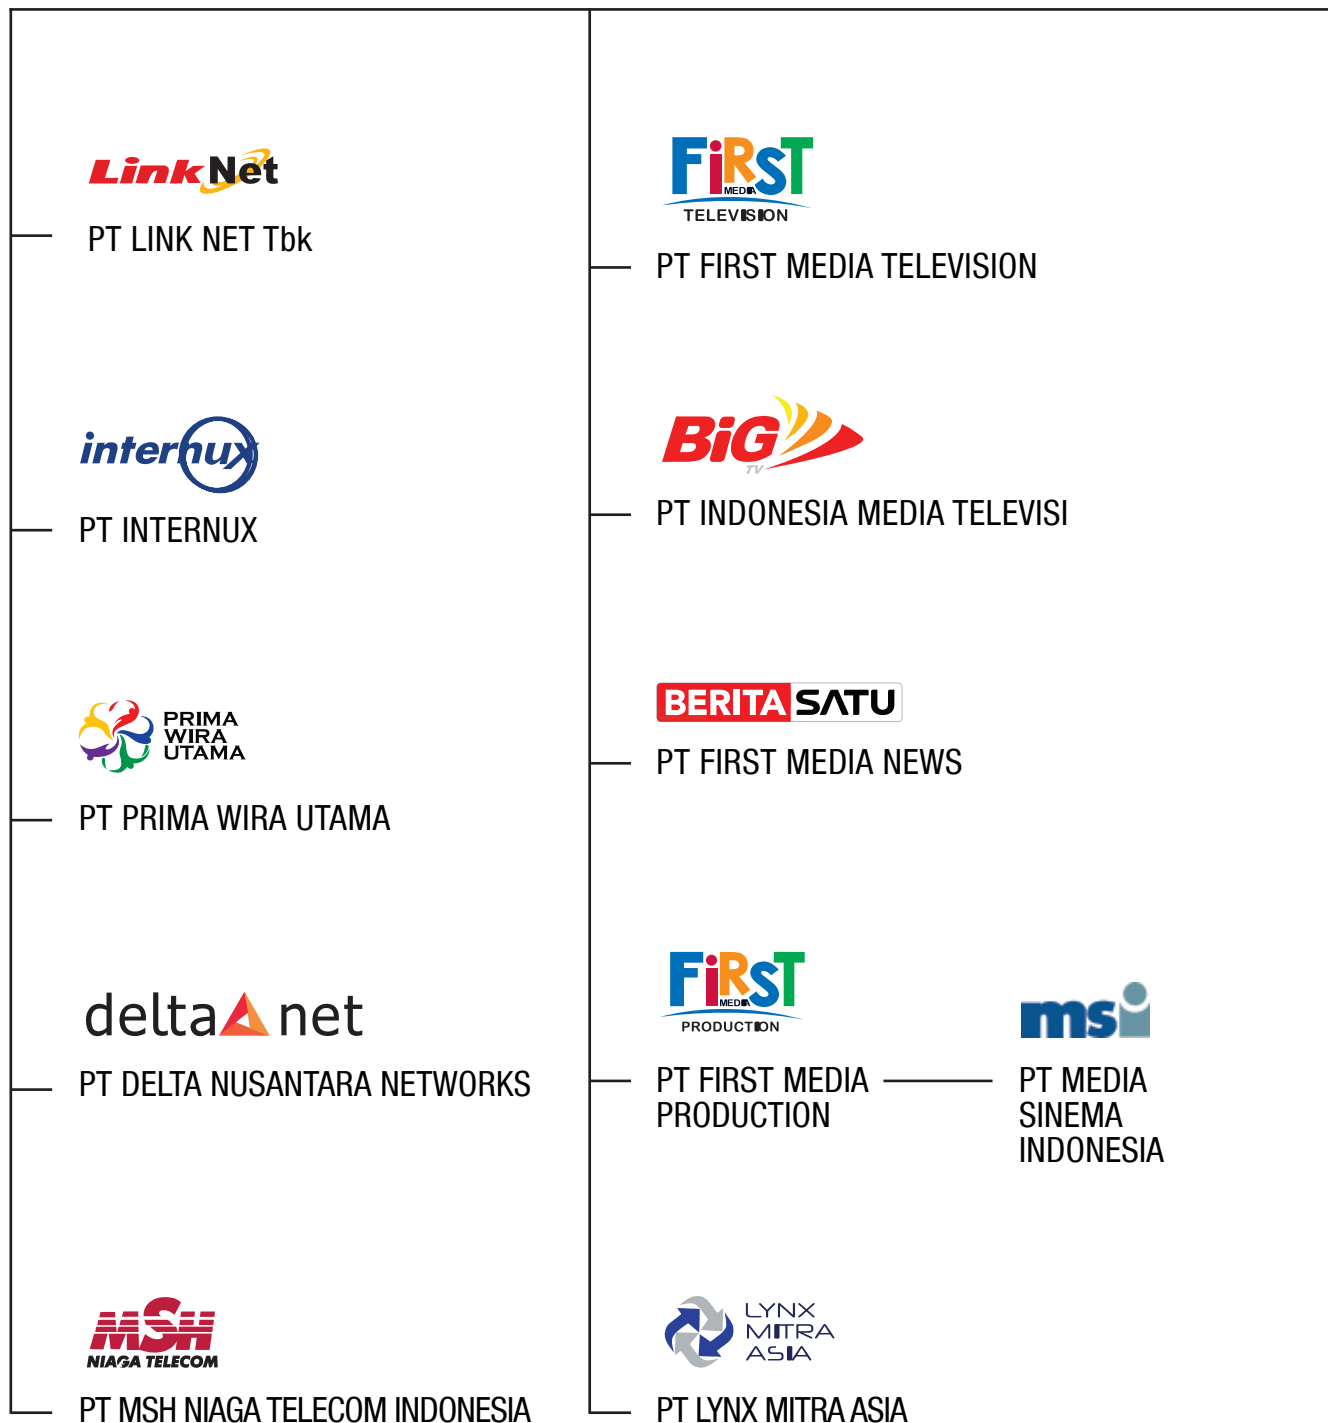 Link Net
PT LINK NET Tbk
internux
PT INTERNUX
PRIMA
WIRA
UTAMA
PT PRIMA WIRA UTAMA
delta net
PT DELTA NUSANTARA NETWORKS
MSH
NIAGA TELECOM
PT MSH NIAGA TELECOM INDONESIA
FiRST
MEDIA
TELEVISION
PT FIRST MEDIA TELEVISION
BiG
TV
PT INDONESIA MEDIA TELEVISI
BERITA SATU
PT FIRST MEDIA NEWS
FiRST
MEDIA
PRODUCTION
PT FIRST MEDIA
PRODUCTION
msi
PT MEDIA
SINEMA
INDONESIA
LYNX
MITRA
ASIA
PT LYNX MITRA ASIA